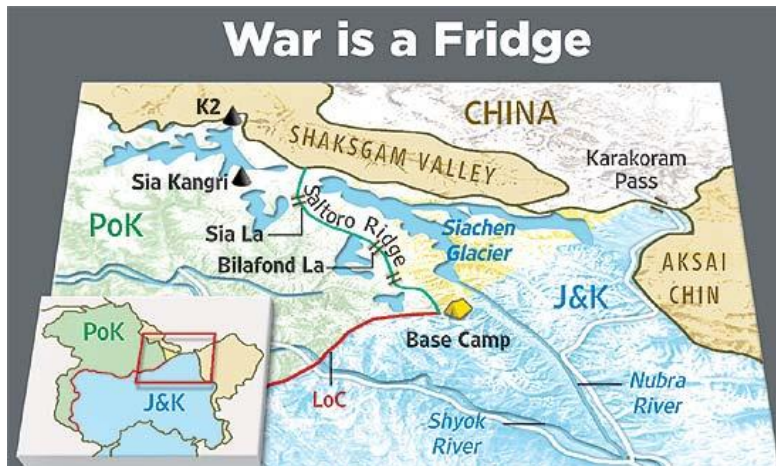 War is a Fridge
K2
CHINA
SHAKSGAM VALLEY
Karakoram
Pass
Sia Kangri
PoK
Saltoro Ridge
Sia La
Siachen
Glacier
Bilafond La
AKSAI
CHIN
J&K
Base Camp
PoK
LoC
Nubra
River
J&K
Shyok
River